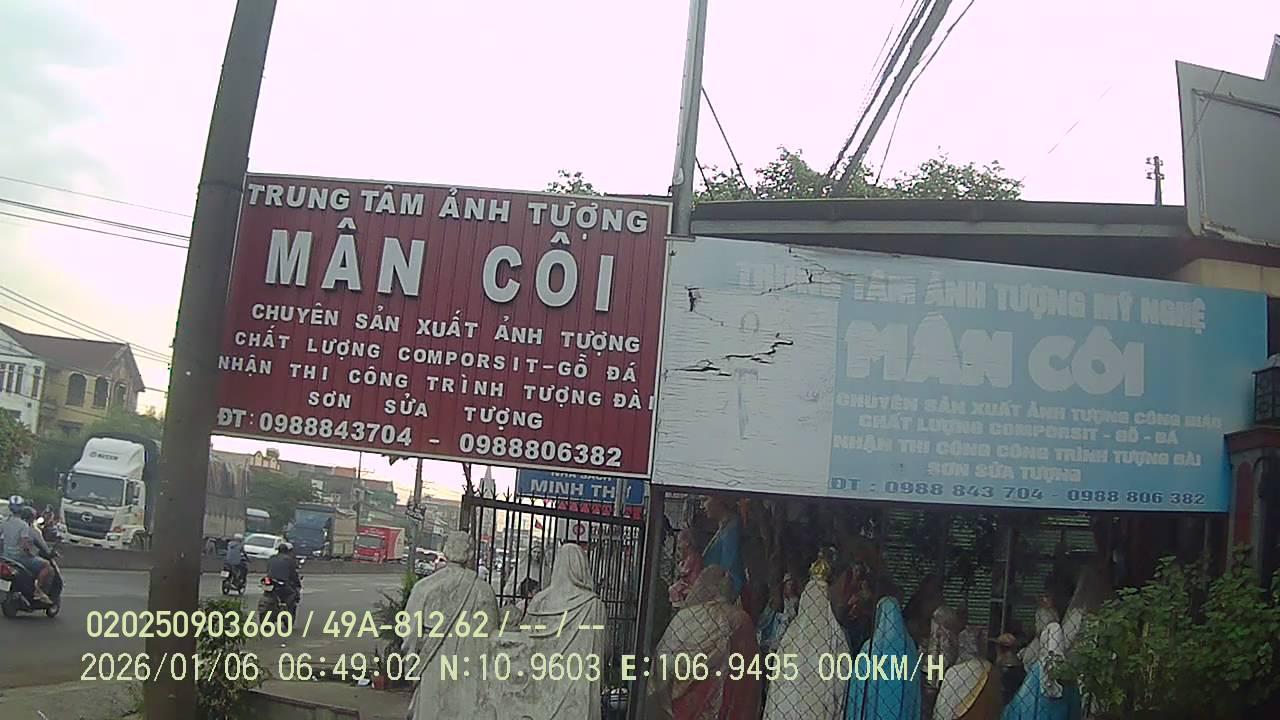 TRUNG TÂM ẢNH TƯỢNG
MÂN CÔI
CHUYÊN SẢN XUẤT ẢNH TƯỢNG
CHẤT LƯỢNG COMPORSIT-GỖ ĐÁ
NHẬN THI CÔNG TRÌNH TƯỢNG ĐÀI
SƠN SỬA TƯỢNG
ĐT:0988843704 - 0988806382
TRUNG TÂM ẢNH TƯỢNG MỸ NGHỆ
MÂN CÔI
CHUYÊN SẢN XUẤT ẢNH TƯỢNG CÔNG GIÁO
CHẤT LƯỢNG COMPORSIT - GỖ - ĐÁ
NHẬN THI CÔNG CÔNG TRÌNH TƯỢNG ĐÀI
SƠN SỬA TƯỢNG
ĐT : 0988 843 704 - 0988 806 382
NHÀ SÁCH
MINH THƯ
020250903660 / 49A-812.62 / -- / --
2026/01/06 06:49:02 N:10.9603 E:106.9495 000KM/H